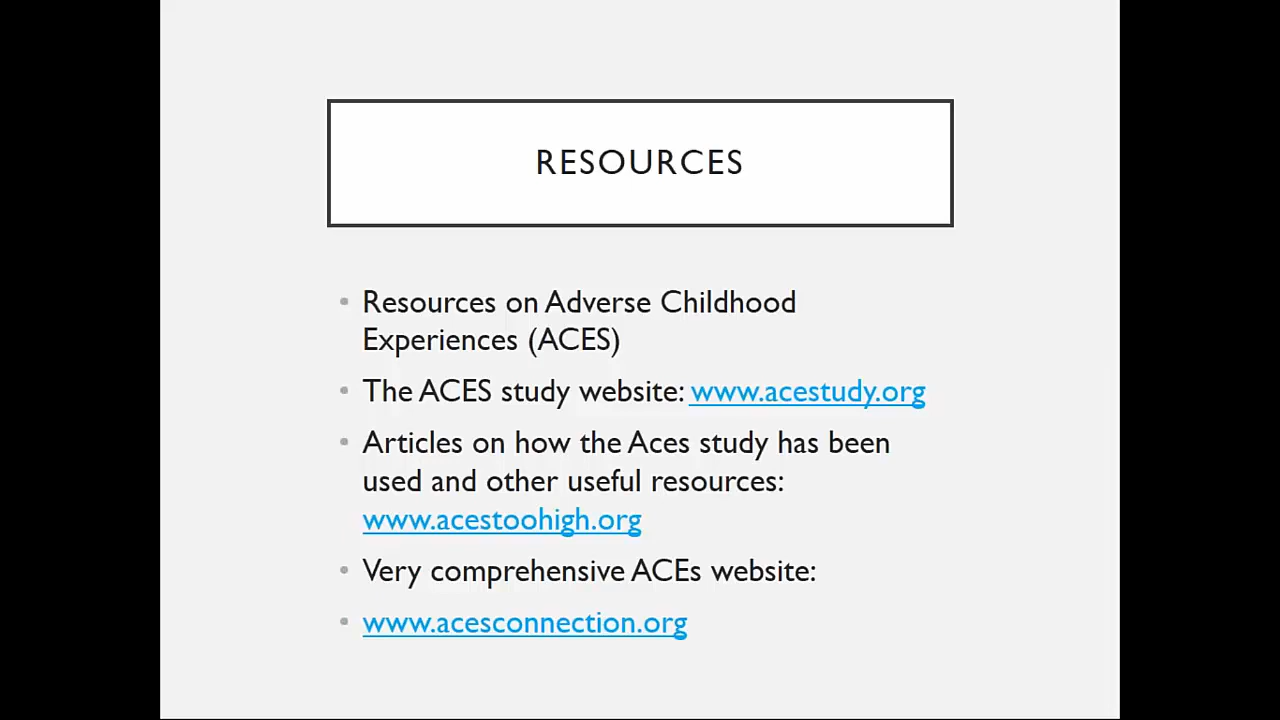 RESOURCES
• Resources on Adverse Childhood
Experiences (ACES)
• The ACES study website: www.acestudy.org
• Articles on how the Aces study has been
used and other useful resources:
www.acestoohigh.org
• Very comprehensive ACEs website:
• www.acesconnection.org